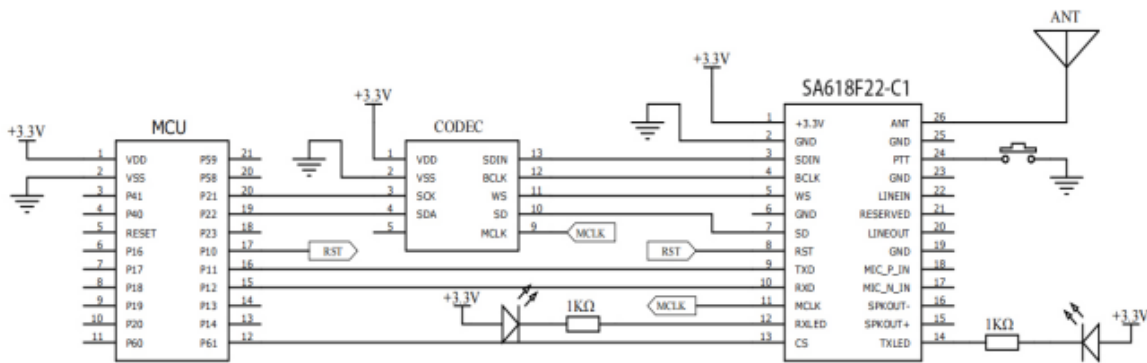 ANT
+3.3V
SA618F22-C1
+3.3V
MCU
+3.3V
CODEC
1 VDD P59 21
2 VSS P58 20
3 P41 P21 20
4 P40 P22 19
5 RESET P23 18
6 P16 P10 17 RST
7 P17 P11 16
8 P18 P12 15
9 P19 P13 14
10 P20 P14 13
11 P60 P61 12
1 VDD SDIN 13
2 VSS BCLK 12
3 SCK WS 11
4 SDA SD 10
5 MCLK 9 MCLK
1 +3.3V ANT 26
2 GND GND 25
3 SDIN PTT 24
4 BCLK GND 23
5 WS LINEIN 22
6 GND RESERVED 21
7 SD LINEOUT 20
RST 8 RST GND 19
9 TXD MIC_P_IN 18
10 RXD MIC_N_IN 17
MCLK 11 MCLK SPKOUT- 16
+3.3V 1KΩ 12 RXLED SPKOUT+ 15
13 CS TXLED 14 1KΩ +3.3V